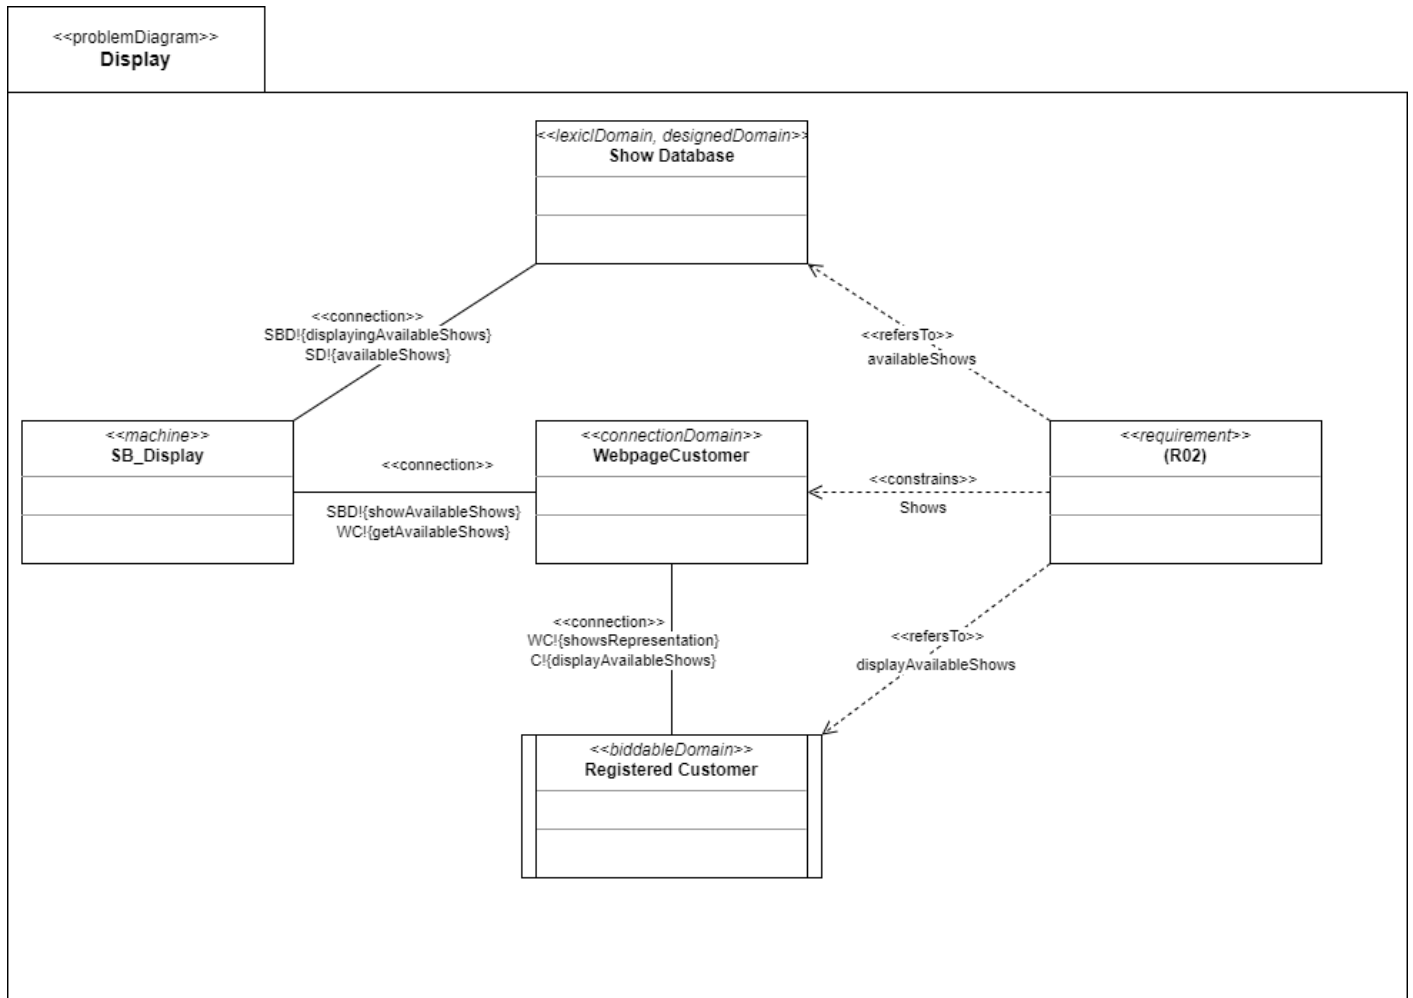 <<problemDiagram>>
Display
<<lexiclDomain, designedDomain>>
Show Database
<<connection>>
SBD!{displayingAvailableShows}
SD!{availableShows}
<<refersTo>>
availableShows
<<machine>>
SB_Display
<<connection>>
SBD!{showAvailableShows}
WC!{getAvailableShows}
<<connectionDomain>>
WebpageCustomer
<<constrains>>
Shows
<<requirement>>
(R02)
<<connection>>
WC!{showsRepresentation}
C!{displayAvailableShows}
<<refersTo>>
displayAvailableShows
<<biddableDomain>>
Registered Customer